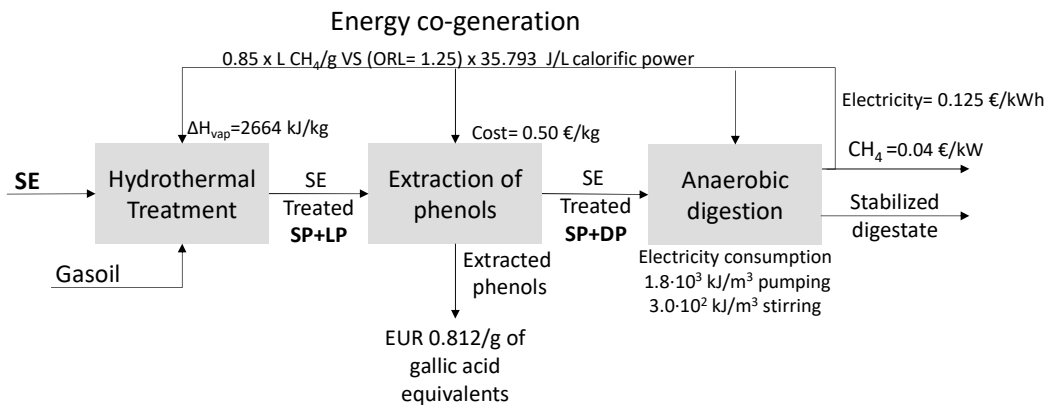 Energy co-generation
0.85 x L CH₄/g VS (ORL= 1.25) x 35.793 J/L calorific power
Electricity= 0.125 €/kWh
ΔHvap=2664 kJ/kg
Cost= 0.50 €/kg
CH₄ =0.04 €/kW
SE
Hydrothermal
Treatment
SE
Treated
SP+LP
Extraction of
phenols
SE
Treated
SP+DP
Anaerobic
digestion
Stabilized
digestate
Gasoil
Extracted
phenols
Electricity consumption
1.8·10³ kJ/m³ pumping
3.0·10² kJ/m³ stirring
EUR 0.812/g of
gallic acid
equivalents